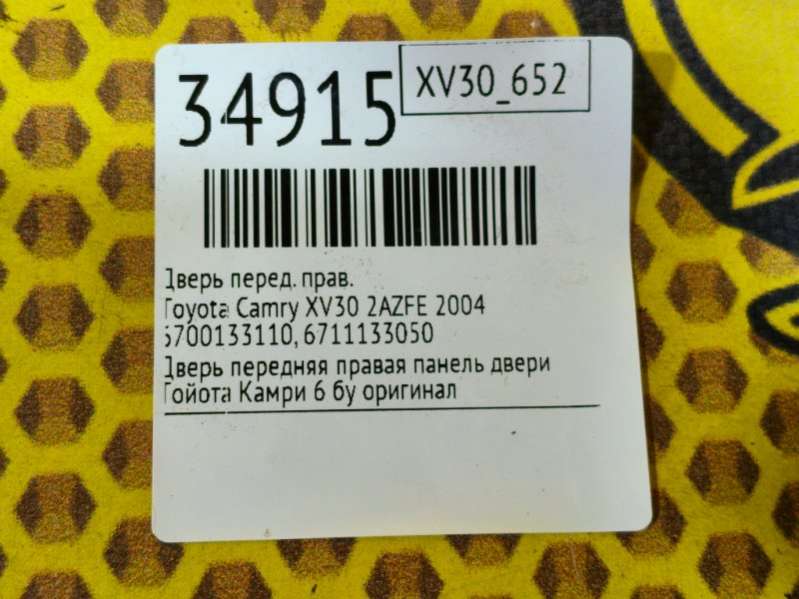 34915
XV30_652
Дверь перед. прав.
Toyota Camry XV30 2AZFE 2004
6700133110, 6711133050
Дверь передняя правая панель двери
Тойота Камри 6 бу оригинал